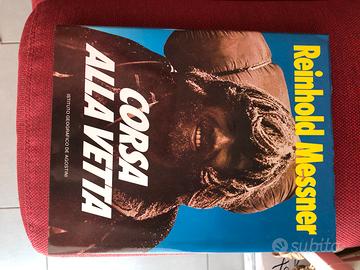 Reinhold Messner
CORSA
ALLA VETTA
ISTITUTO GEOGRAFICO DE AGOSTINI
subito